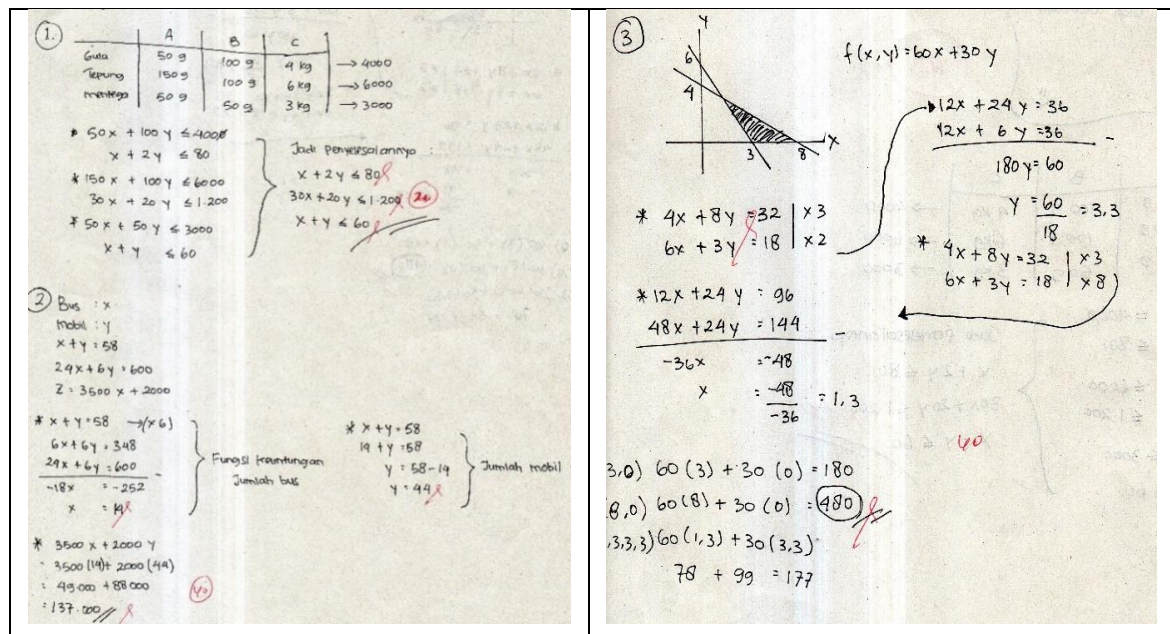 1.
A B C
Gula 50 g 100 g 4 kg → 4000
Tepung 150 g 100 g 6 kg → 6000
mentega 50 g 50 g 3 kg → 3000
* 50x + 100y ≤ 4000
x + 2y ≤ 80
* 150x + 100y ≤ 6000
30x + 20y ≤ 1.200
* 50x + 50y ≤ 3000
x + y ≤ 60
Jadi penyelesaiannya
x + 2y ≤ 80
30x + 20y ≤ 1.200
x + y ≤ 60
20
2
Bus : x
mobil : y
x + y = 58
24x + 6y = 600
Z = 3500x + 2000
* x + y = 58 → (x6)
6x + 6y = 348
24x + 6y = 600 -
-18x = -252
x = 14
Fungsi keuntungan
Jumlah bus
* x + y = 58
14 + y = 58
y = 58 - 14
y = 44
Jumlah mobil
* 3500x + 2000y
= 3500(14) + 2000(44)
= 49000 + 88000
= 137.000
40
3
Y
6
4
3 8 X
f(x,y) = 60x + 30y
* 4x + 8y = 32 | x3
6x + 3y = 18 | x2
12x + 24y = 36
12x + 6y = 36 -
180y = 60
y = 60/18 = 3,3
* 4x + 8y = 32 | x3
6x + 3y = 18 | x8
* 12x + 24y = 96
48x + 24y = 144 -
-36x = -48
x = -48/-36 = 1,3
40
3,0) 60(3) + 30(0) = 180
8,0) 60(8) + 30(0) = 480
,3,3,3) 60(1,3) + 30(3,3)
78 + 99 = 177